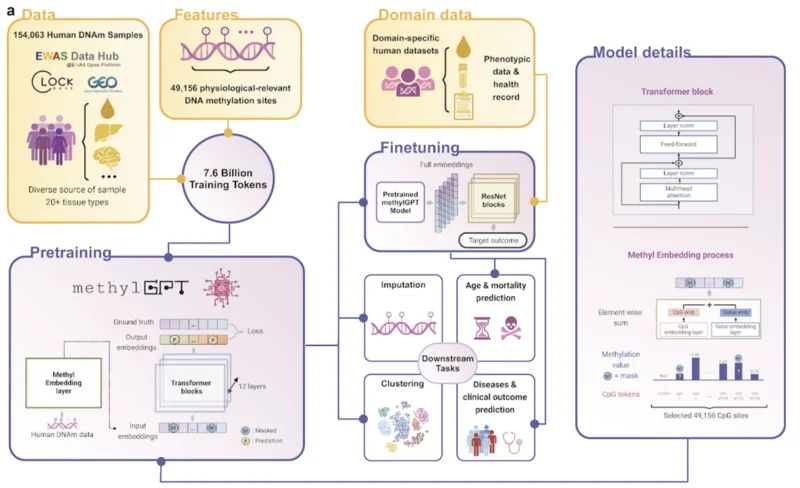 a
Data
154,063 Human DNAm Samples
EWAS Data Hub
@EWAS Open Platform
CLOCK
BASE
GEO
Diverse source of sample
20+ tissue types
Features
49,156 physiological-relevant
DNA methylation sites
7.6 Billion
Training Tokens
Domain data
Domain-specific
human datasets
Phenotypic
data &
health
record
Finetuning
Full embeddings
Pretrained
methylGPT
Model
ResNet
blocks
Target outcome
Pretraining
methylGPT
Ground truth
...
Loss
Output
embeddings
P
...
P
Methyl
Embedding
layer
Transformer
blocks
12 layers
Human DNAm data
Input
embeddings
M
...
M
M
: Masked
P
: Prediction
Imputation
Age & mortality
prediction
Downstream
Tasks
Clustering
Diseases &
clinical outcome
prediction
Model details
Transformer block
Layer norm
Feed-forward
Layer norm
Multihead
attention
Methyl Embedding process
M
...
M
Element-wise
sum
+
CpG emb
Value emb
CpG
embedding layer
Value embedding
layer
Methylation
value
M = mask
M
M
...
CpG tokens
...
Selected 49,156 CpG sites